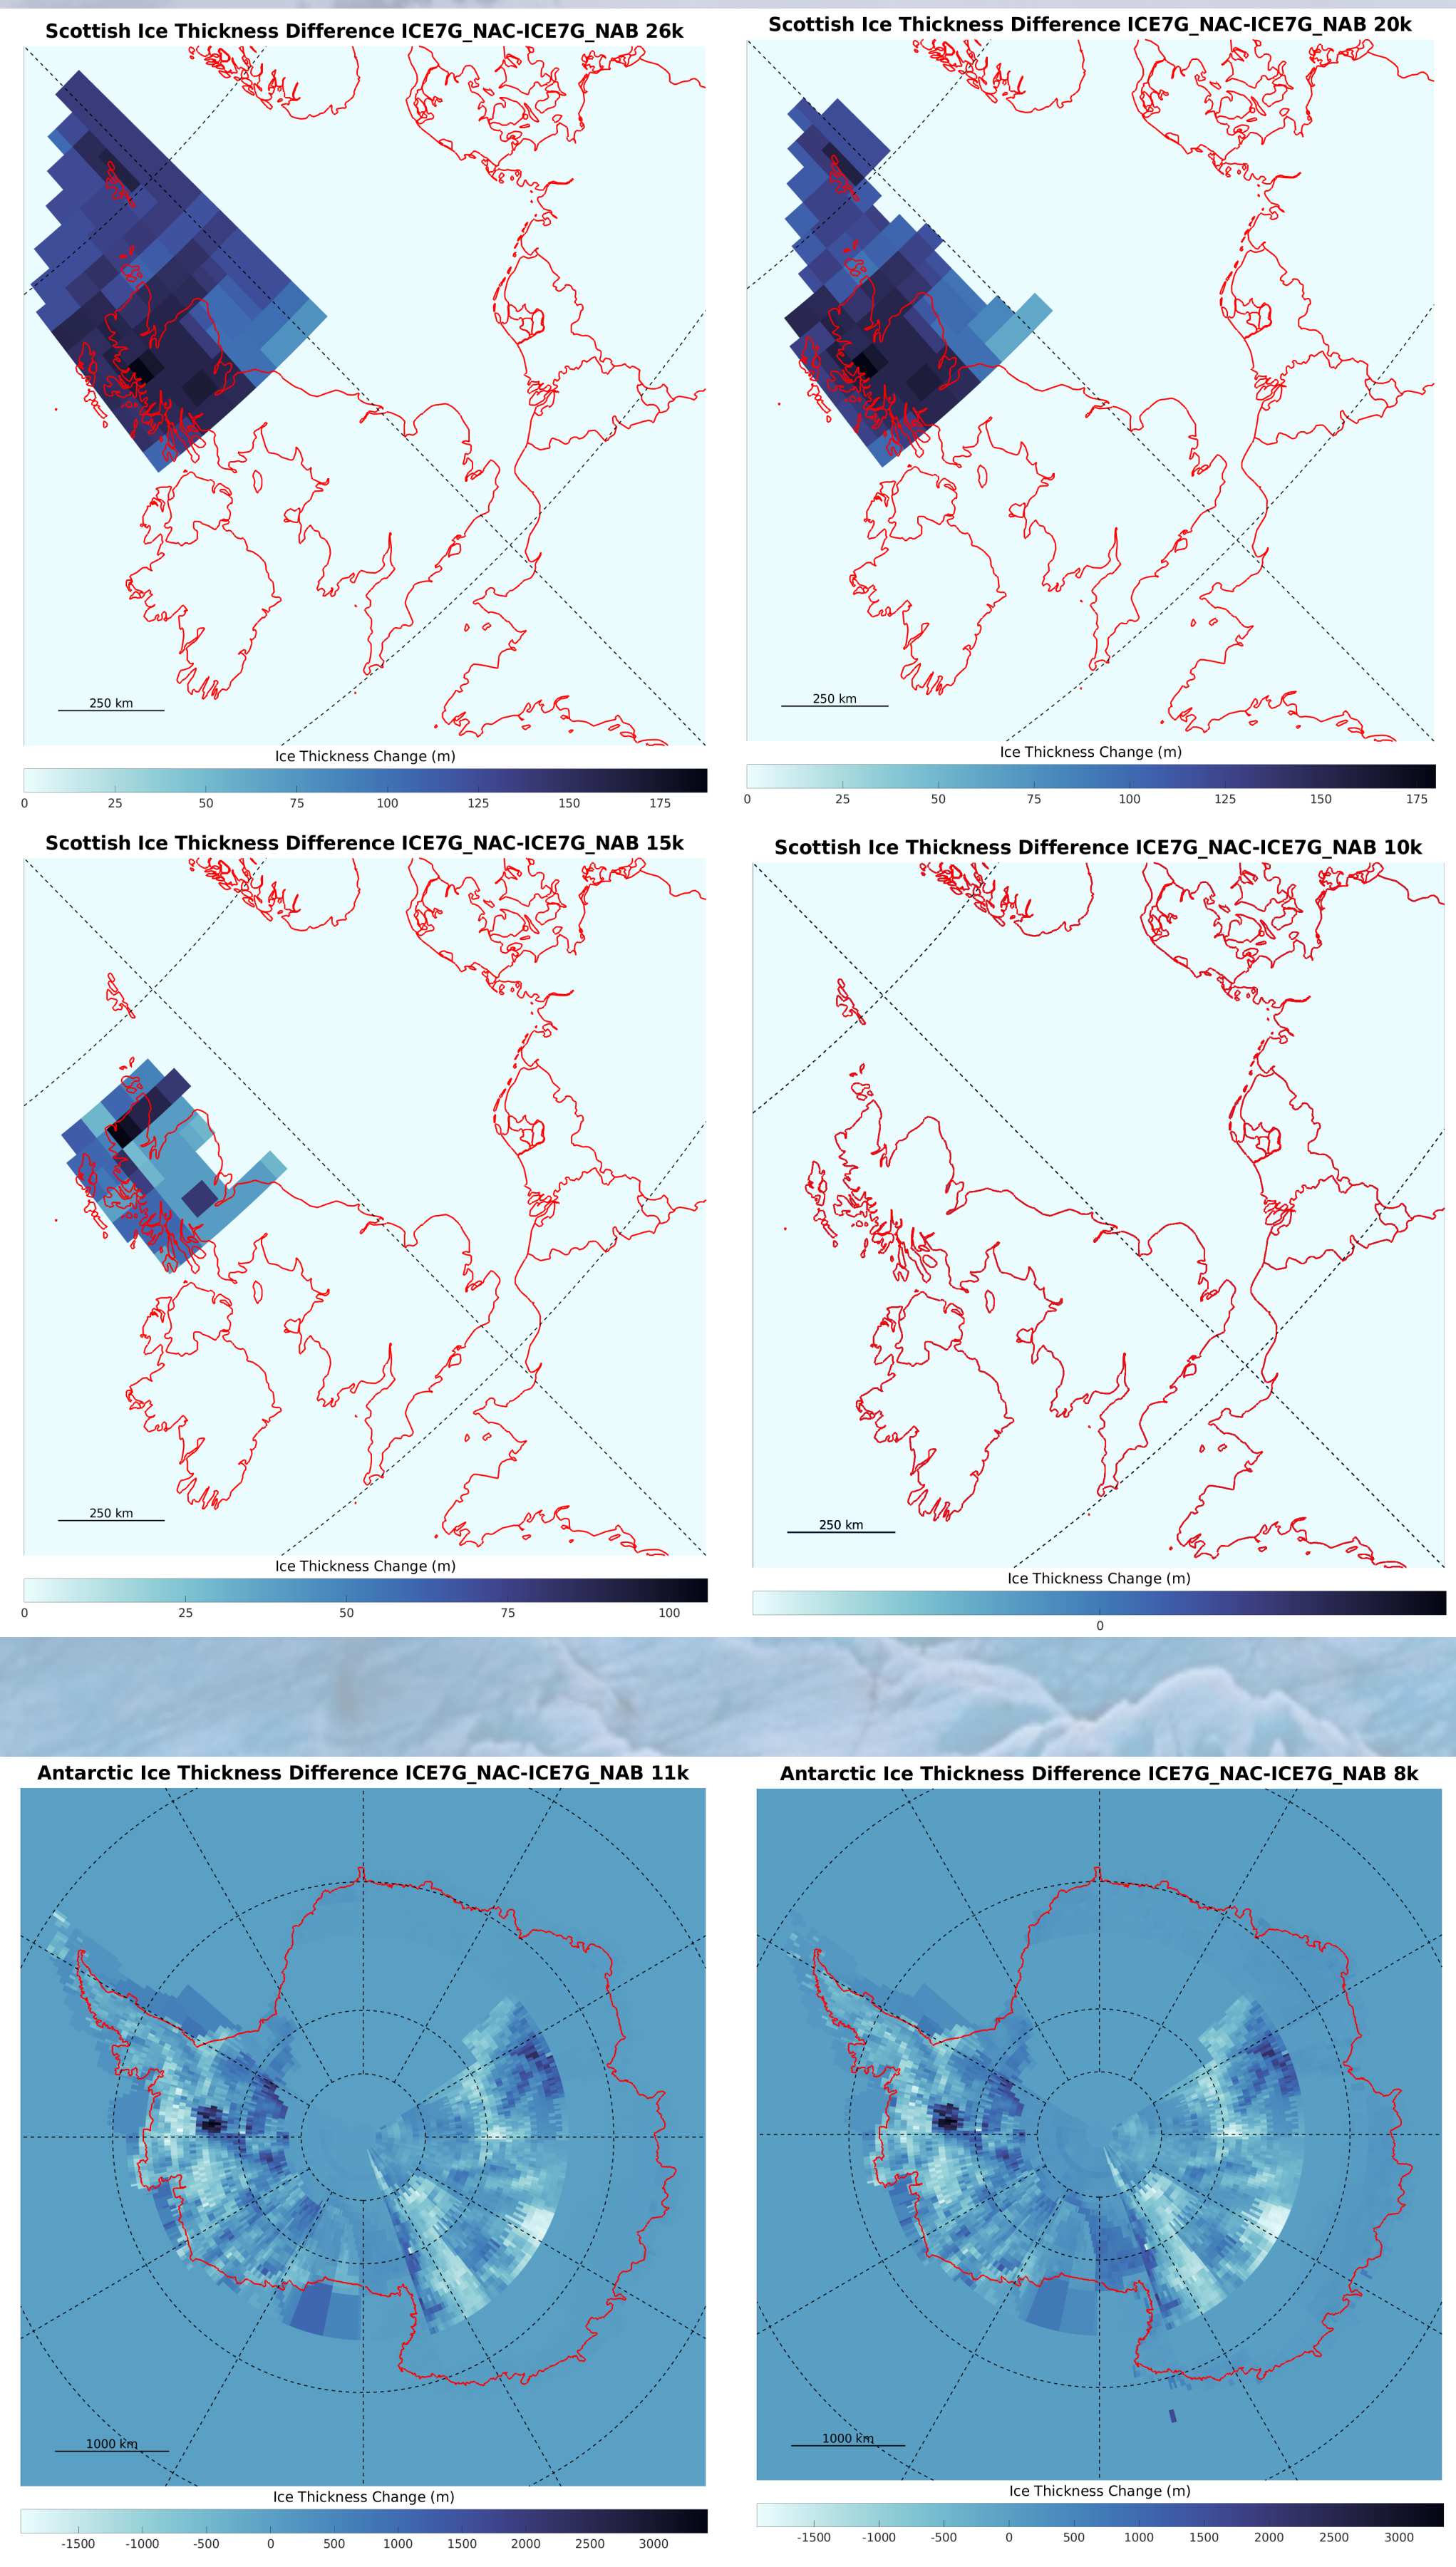 Scottish Ice Thickness Difference ICE7G_NAC-ICE7G_NAB 26k
250 km
Ice Thickness Change (m)
0 25 50 75 100 125 150 175
Scottish Ice Thickness Difference ICE7G_NAC-ICE7G_NAB 20k
250 km
Ice Thickness Change (m)
0 25 50 75 100 125 150 175
Scottish Ice Thickness Difference ICE7G_NAC-ICE7G_NAB 15k
250 km
Ice Thickness Change (m)
0 25 50 75 100
Scottish Ice Thickness Difference ICE7G_NAC-ICE7G_NAB 10k
250 km
Ice Thickness Change (m)
0
Antarctic Ice Thickness Difference ICE7G_NAC-ICE7G_NAB 11k
1000 km
Ice Thickness Change (m)
-1500 -1000 -500 0 500 1000 1500 2000 2500 3000
Antarctic Ice Thickness Difference ICE7G_NAC-ICE7G_NAB 8k
1000 km
Ice Thickness Change (m)
-1500 -1000 -500 0 500 1000 1500 2000 2500 3000